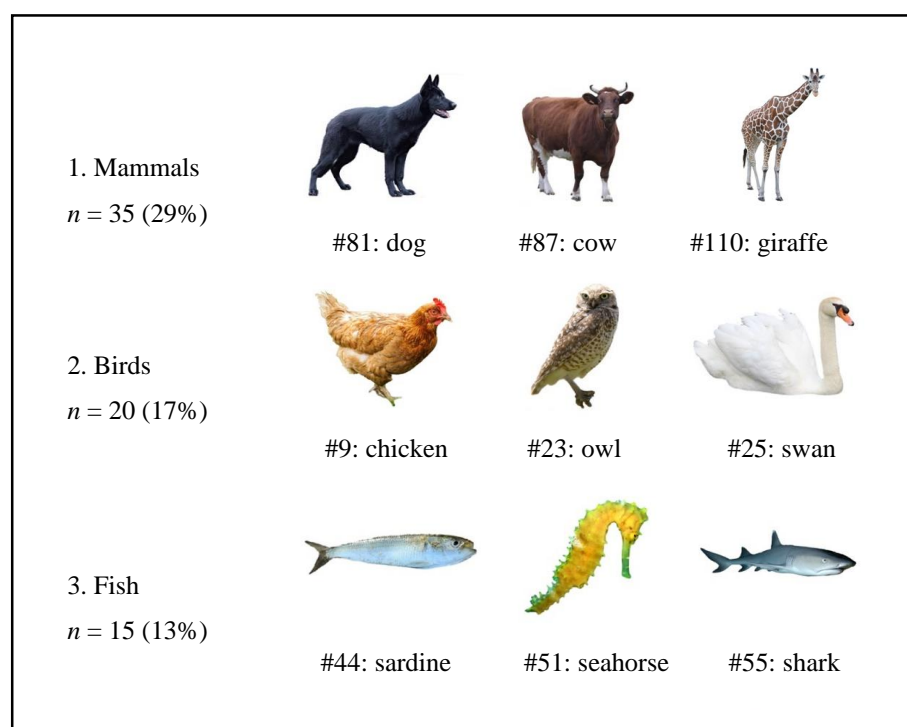 1. Mammals
n = 35 (29%)
#81: dog
#87: cow
#110: giraffe
2. Birds
n = 20 (17%)
#9: chicken
#23: owl
#25: swan
3. Fish
n = 15 (13%)
#44: sardine
#51: seahorse
#55: shark